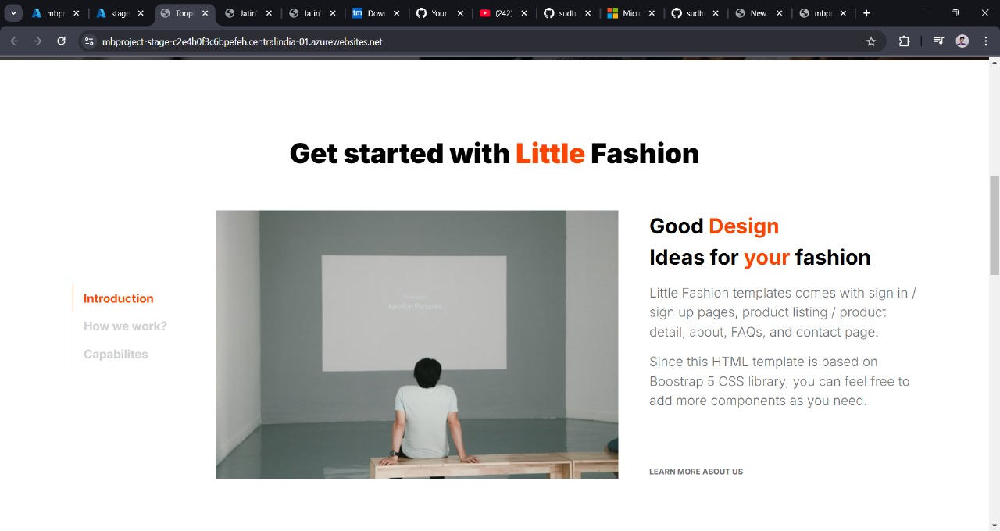 mbpr
stage
Toopl
Jatin'
Jatin'
tm
Dow
Your
(242)
sudh
Micr
sudh
New
mbp
mbproject-stage-c2e4h0f3c6bpefeh.centralindia-01.azurewebsites.net
Get started with Little Fashion
Introduction
How we work?
Capabilites
Apollon Pictures
Good Design
Ideas for your fashion
Little Fashion templates comes with sign in /
sign up pages, product listing / product
detail, about, FAQs, and contact page.
Since this HTML template is based on
Boostrap 5 CSS library, you can feel free to
add more components as you need.
LEARN MORE ABOUT US